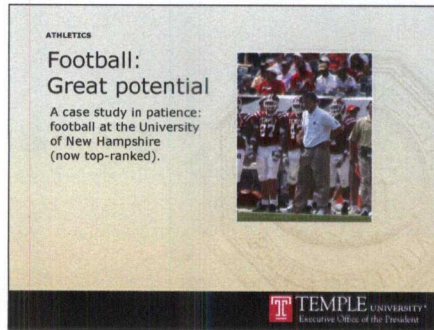 ATHLETICS
Football:
Great potential
A case study in patience:
football at the University
of New Hampshire
(now top-ranked).
87
TEMPLE UNIVERSITY
Executive Office of the President